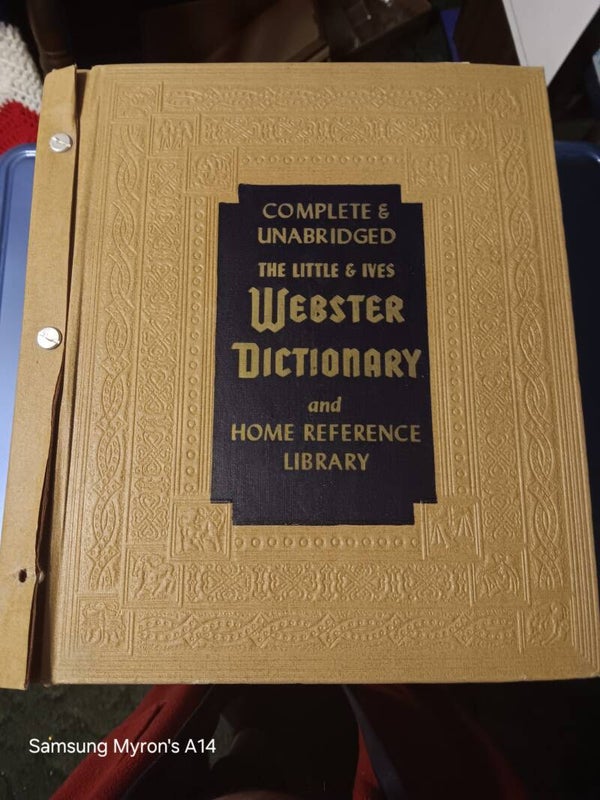 COMPLETE &
UNABRIDGED
THE LITTLE & IVES
WEBSTER
DICTIONARY
and
HOME REFERENCE
LIBRARY
Samsung Myron's A14